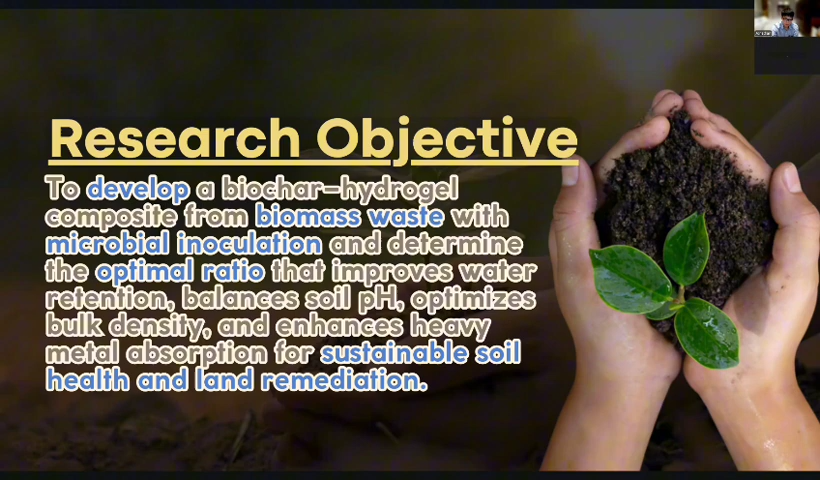 Research Objective
To develop a biochar–hydrogel
composite from biomass waste with
microbial inoculation and determine
the optimal ratio that improves water
retention, balances soil pH, optimizes
bulk density, and enhances heavy
metal absorption for sustainable soil
health and land remediation.